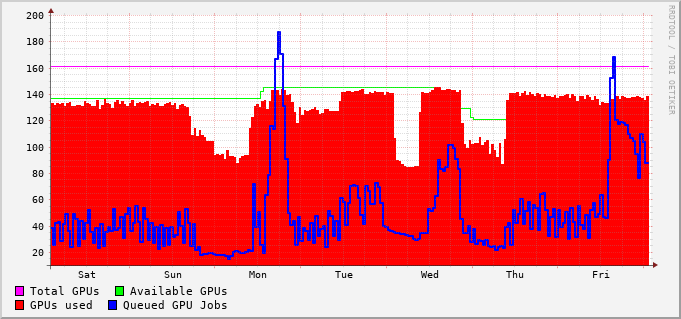 RRDTOOL / TOBI OETIKER
200
180
160
140
120
100
80
60
40
20
Sat Sun Mon Tue Wed Thu Fri
Total GPUs Available GPUs
GPUs used Queued GPU Jobs